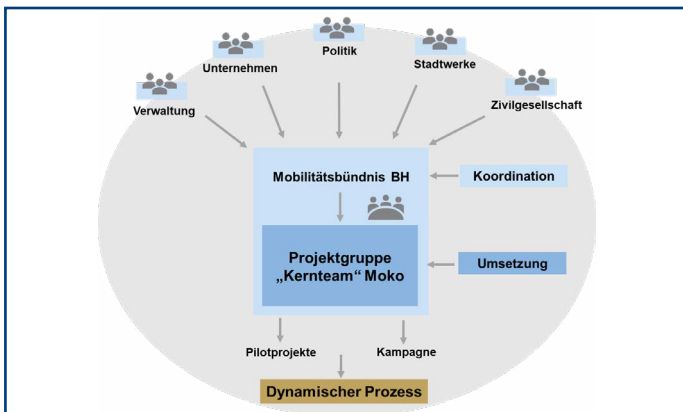 Politik
Unternehmen
Stadtwerke
Verwaltung
Zivilgesellschaft
Mobilitätsbündnis BH
Koordination
Projektgruppe
„Kernteam“ Moko
Umsetzung
Pilotprojekte
Kampagne
Dynamischer Prozess